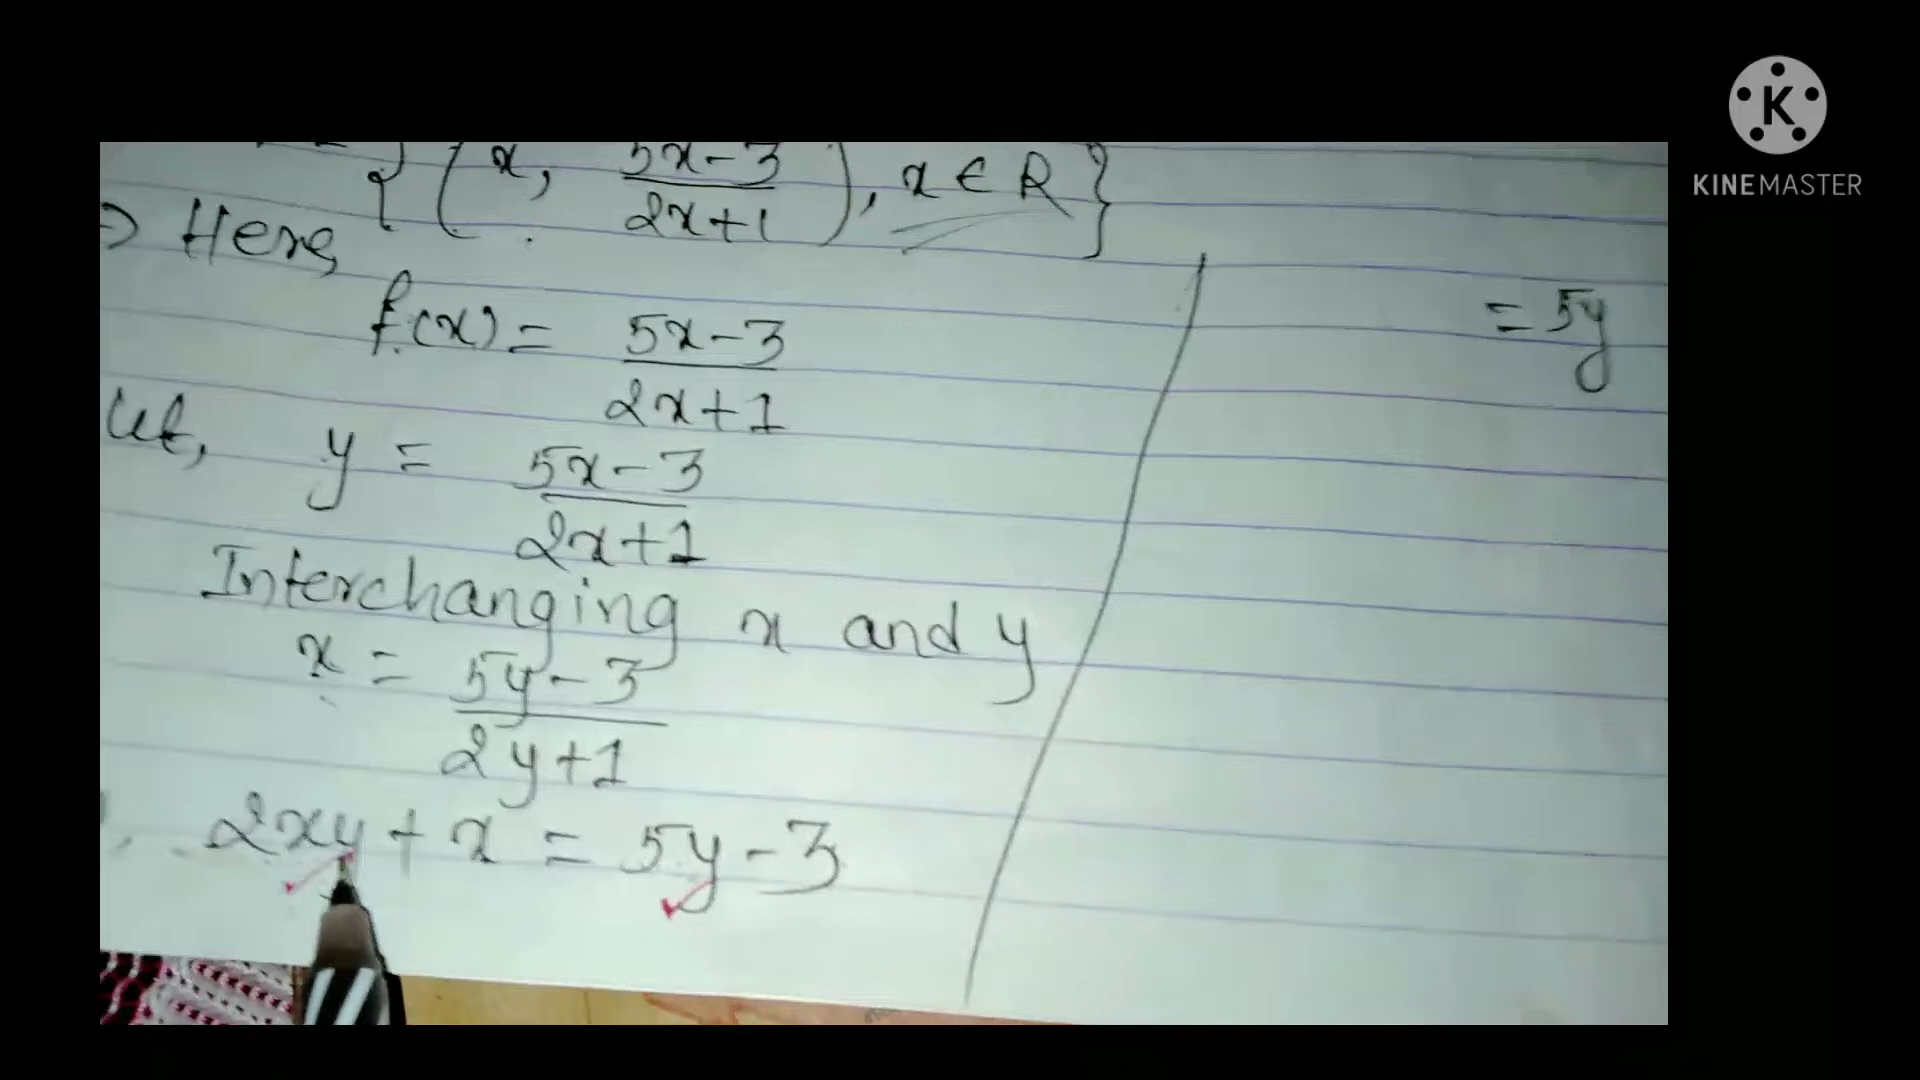 {(x, 5x-3/2x+1), x∈R}
⇒ Here,
f(x) = 5x-3/2x+1
let, y = 5x-3/2x+1
Interchanging x and y
x = 5y-3/2y+1
2xy + x = 5y - 3
= 5y
K
KINEMASTER